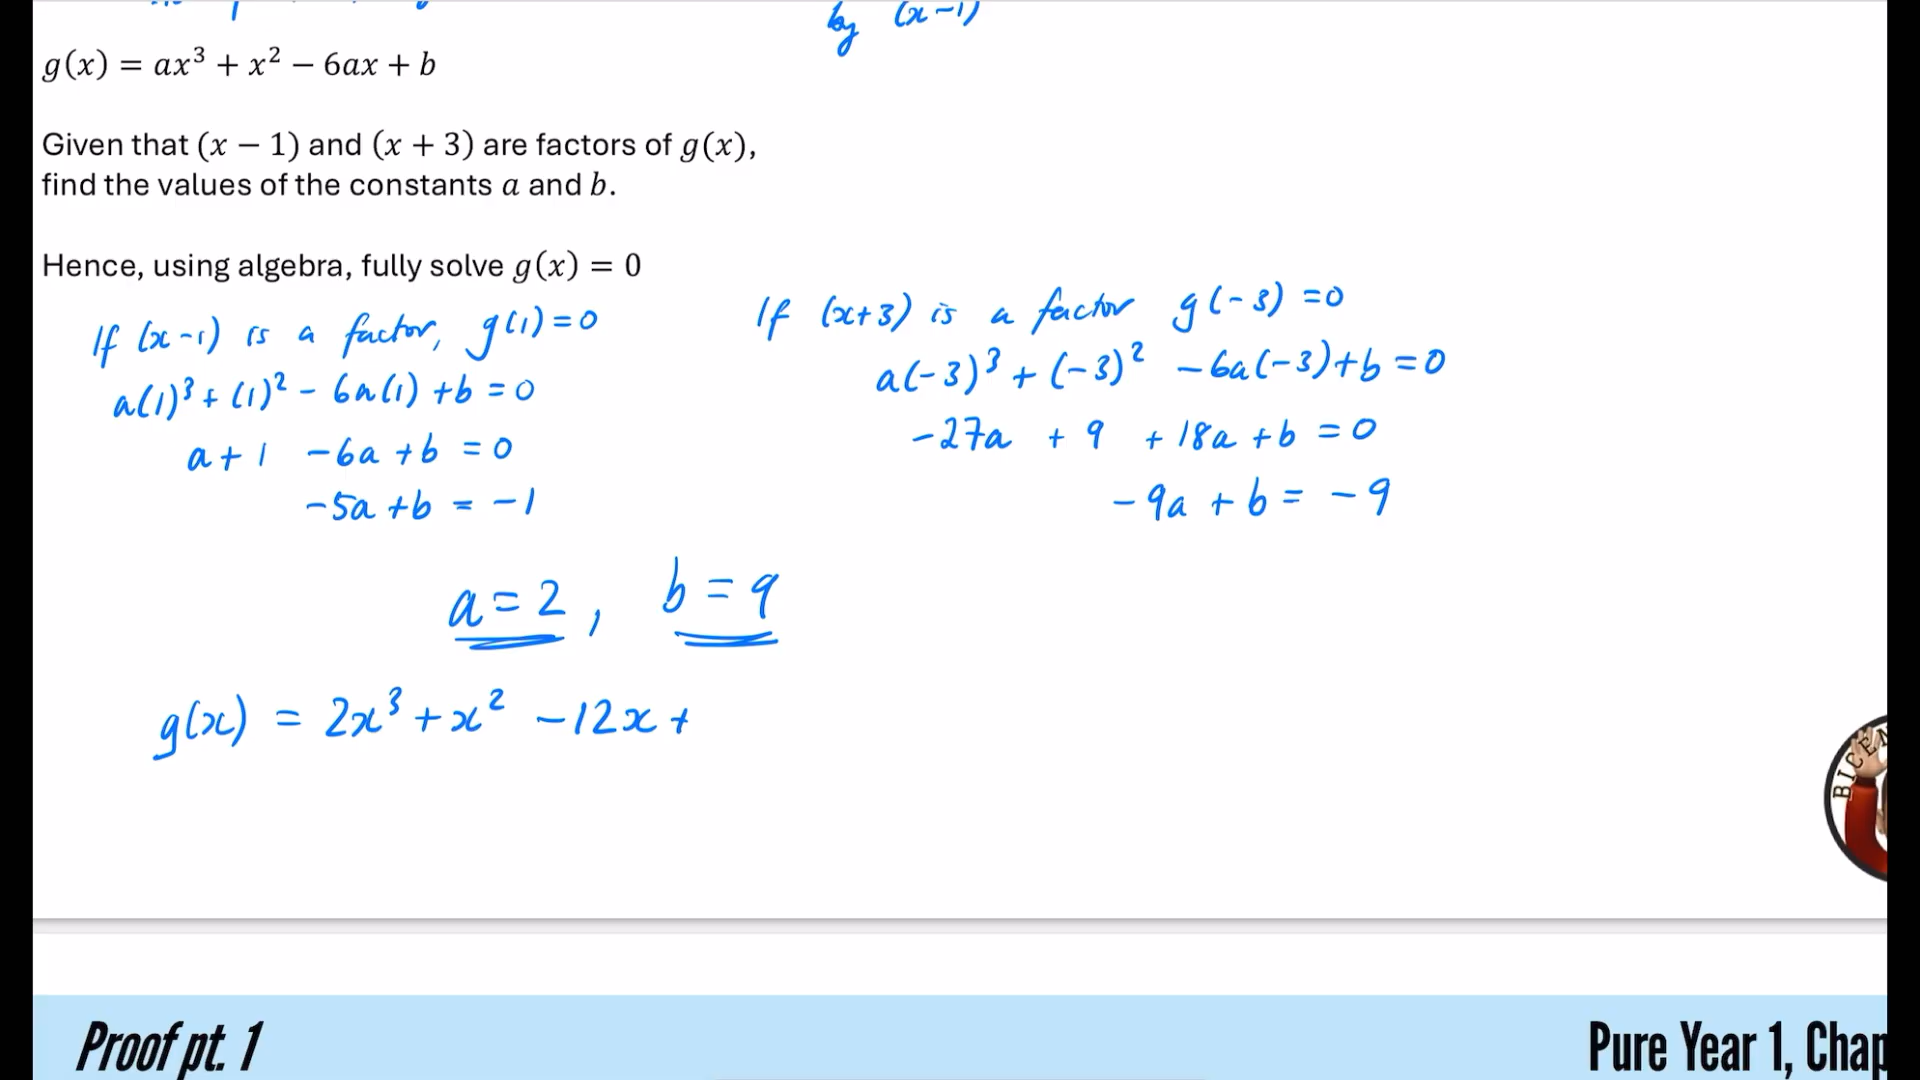 by (x-1)
g(x) = ax³ + x² − 6ax + b
Given that (x − 1) and (x + 3) are factors of g(x),
find the values of the constants a and b.
Hence, using algebra, fully solve g(x) = 0
If (x-1) is a factor, g(1)=0
a(1)³ + (1)² - 6a(1) +b = 0
a+1 -6a +b = 0
-5a +b = -1
If (x+3) is a factor g(-3) =0
a(-3)³ + (-3)² -6a(-3)+b =0
-27a + 9 +18a +b = 0
-9a + b = -9
a=2, b=9
g(x) = 2x³ +x² -12x+
BICEN
Proof pt. 1
Pure Year 1, Chap